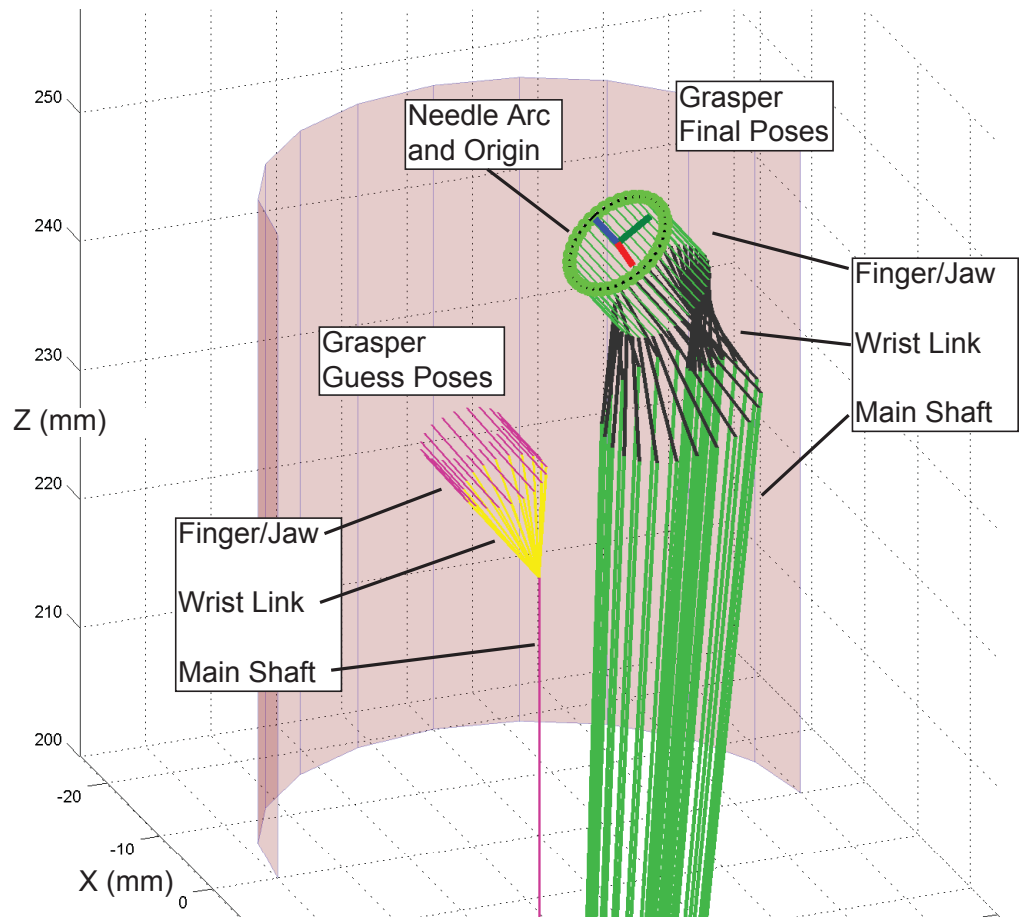 250
240
230
220
210
200
Z (mm)
-20
-10
0
X (mm)
Needle Arc
and Origin
Grasper
Final Poses
Finger/Jaw
Wrist Link
Main Shaft
Grasper
Guess Poses
Finger/Jaw
Wrist Link
Main Shaft